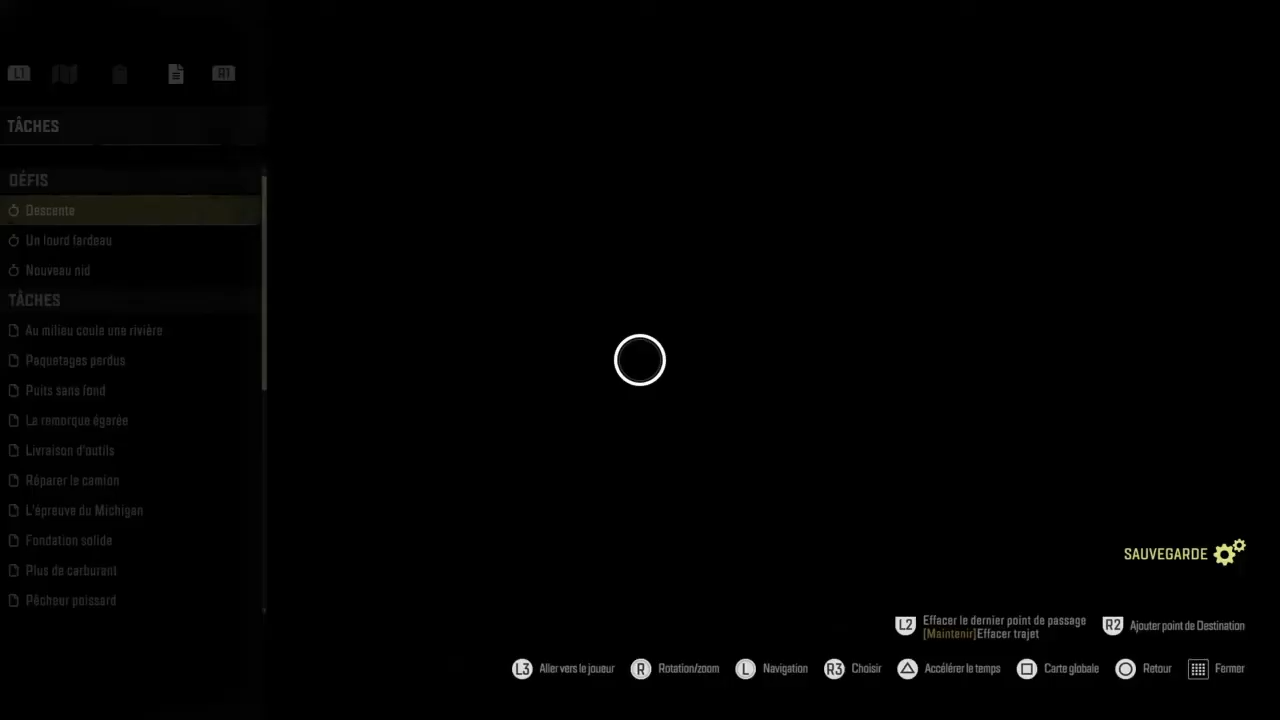 L1
R1
TÂCHES
DÉFIS
Descente
Un lourd fardeau
Nouveau nid
TÂCHES
Au milieu coule une rivière
Paquetages perdus
Puits sans fond
La remorque égarée
Livraison d'outils
Réparer le camion
L'épreuve du Michigan
Fondation solide
Plus de carburant
Pêcheur poissard
SAUVEGARDE
L2 Effacer le dernier point de passage
[Maintenir]Effacer trajet
R2 Ajouter point de Destination
L3 Aller vers le joueur R Rotation/zoom L Navigation R3 Choisir Accélérer le temps Carte globale Retour Fermer